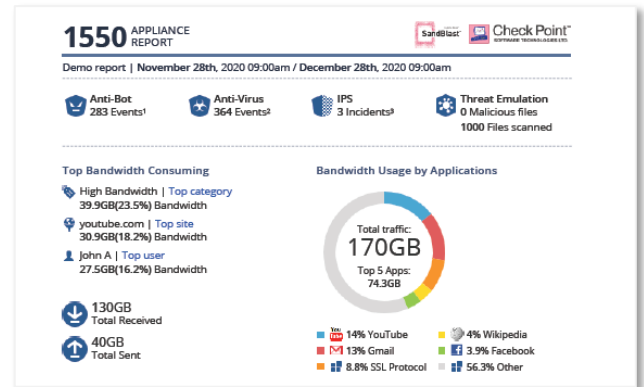 1550 APPLIANCE REPORT
SandBlast
Check Point™
SOFTWARE TECHNOLOGIES LTD.
Demo report | November 28th, 2020 09:00am / December 28th, 2020 09:00am
Anti-Bot
283 Events¹
Anti-Virus
364 Events²
IPS
3 Incidents³
Threat Emulation
0 Malicious files
1000 Files scanned
Top Bandwidth Consuming
High Bandwidth | Top category
39.9GB(23.5%) Bandwidth
youtube.com | Top site
30.9GB(18.2%) Bandwidth
John A | Top user
27.5GB(16.2%) Bandwidth
130GB
Total Received
40GB
Total Sent
Bandwidth Usage by Applications
Total traffic:
170GB
Top 5 Apps:
74.3GB
You Tube 14% YouTube
13% Gmail
8.8% SSL Protocol
4% Wikipedia
3.9% Facebook
56.3% Other